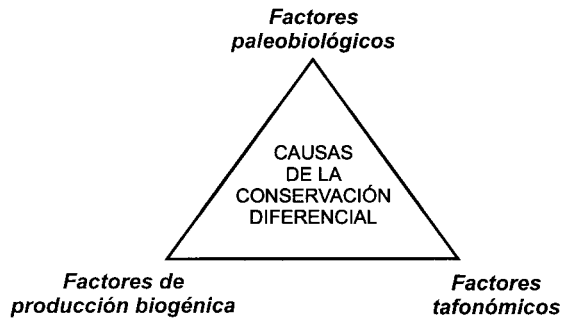 Factores
paleobiológicos
CAUSAS
DE LA
CONSERVACIÓN
DIFERENCIAL
Factores de
producción biogénica
Factores
tafonómicos